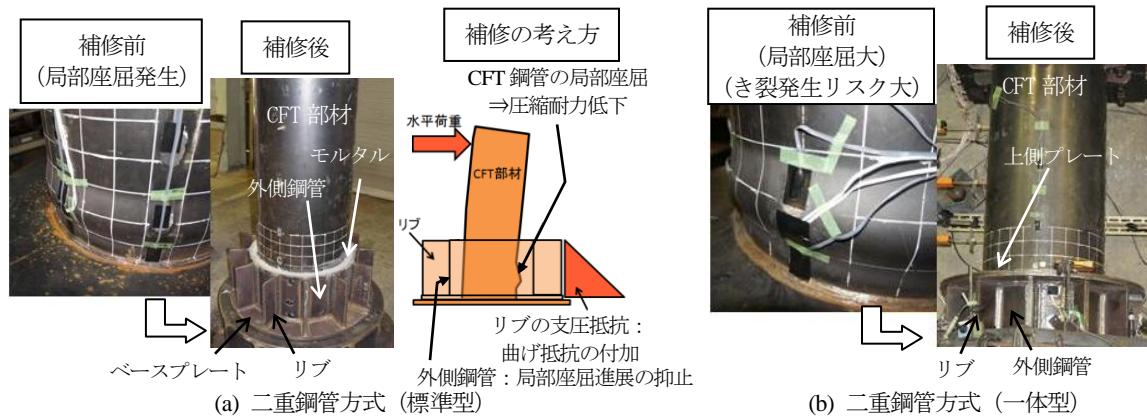 補修前
（局部座屈発生）
補修後
CFT 部材
モルタル
外側鋼管
ベースプレート
リブ
補修の考え方
CFT 鋼管の局部座屈
⇒圧縮耐力低下
水平荷重
CFT部材
リブ
リブの支圧抵抗：
曲げ抵抗の付加
外側鋼管：局部座屈進展の抑止
(a) 二重鋼管方式（標準型）
補修前
（局部座屈大）
（き裂発生リスク大）
補修後
CFT 部材
上側プレート
リブ
外側鋼管
(b) 二重鋼管方式（一体型）